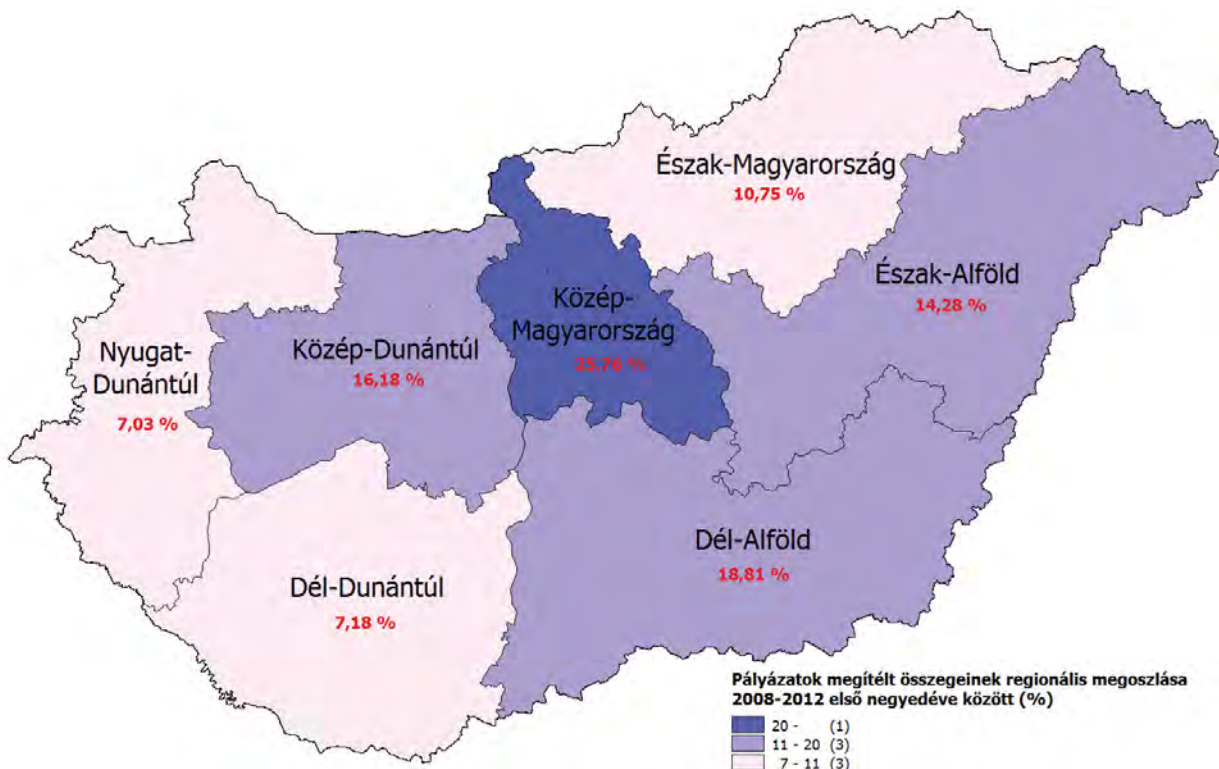 Észak-Magyarország
10,75 %
Észak-Alföld
14,28 %
Közép-
Magyarország
25,76 %
Közép-Dunántúl
16,18 %
Nyugat-
Dunántúl
7,03 %
Dél-Alföld
18,81 %
Dél-Dunántúl
7,18 %
Pályázatok megítélt összegeinek regionális megoszlása
2008-2012 első negyedéve között (%)
20 - (1)
11 - 20 (3)
7 - 11 (3)